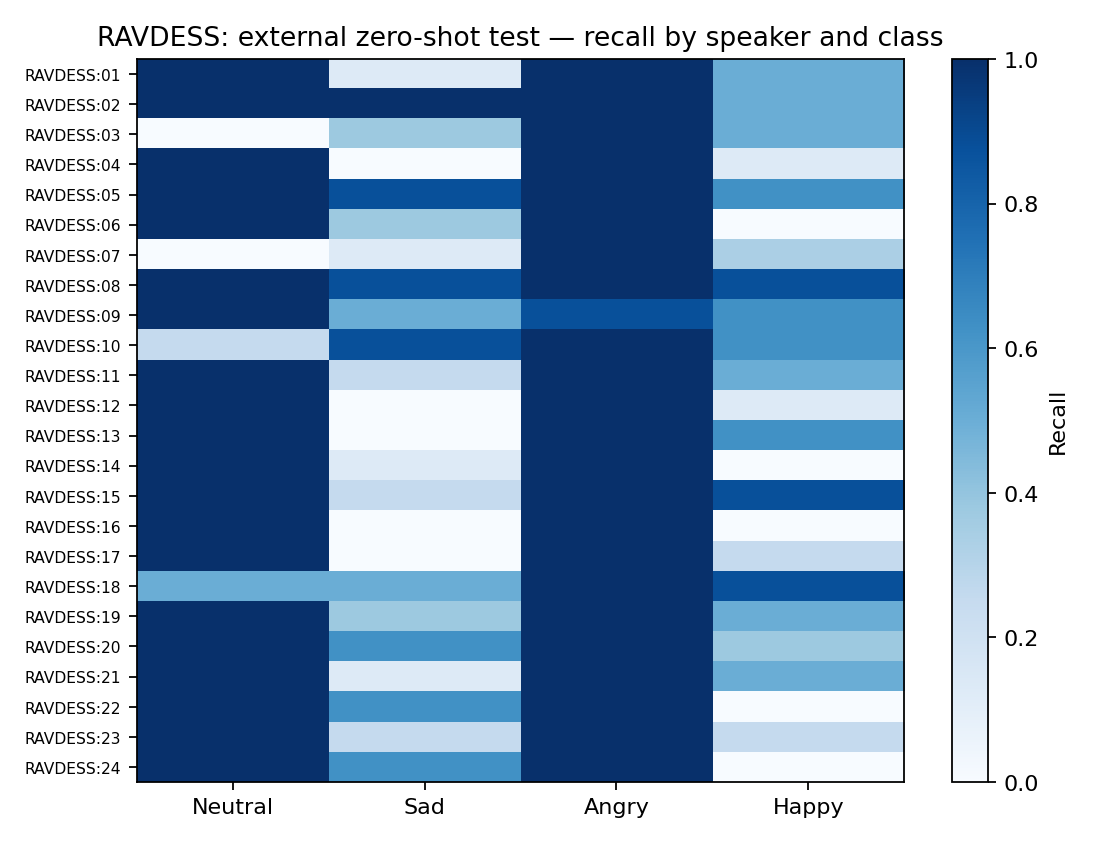 RAVDESS: external zero-shot test — recall by speaker and class
RAVDESS:01
RAVDESS:02
RAVDESS:03
RAVDESS:04
RAVDESS:05
RAVDESS:06
RAVDESS:07
RAVDESS:08
RAVDESS:09
RAVDESS:10
RAVDESS:11
RAVDESS:12
RAVDESS:13
RAVDESS:14
RAVDESS:15
RAVDESS:16
RAVDESS:17
RAVDESS:18
RAVDESS:19
RAVDESS:20
RAVDESS:21
RAVDESS:22
RAVDESS:23
RAVDESS:24
Neutral Sad Angry Happy
1.0
0.8
0.6
0.4
0.2
0.0
Recall